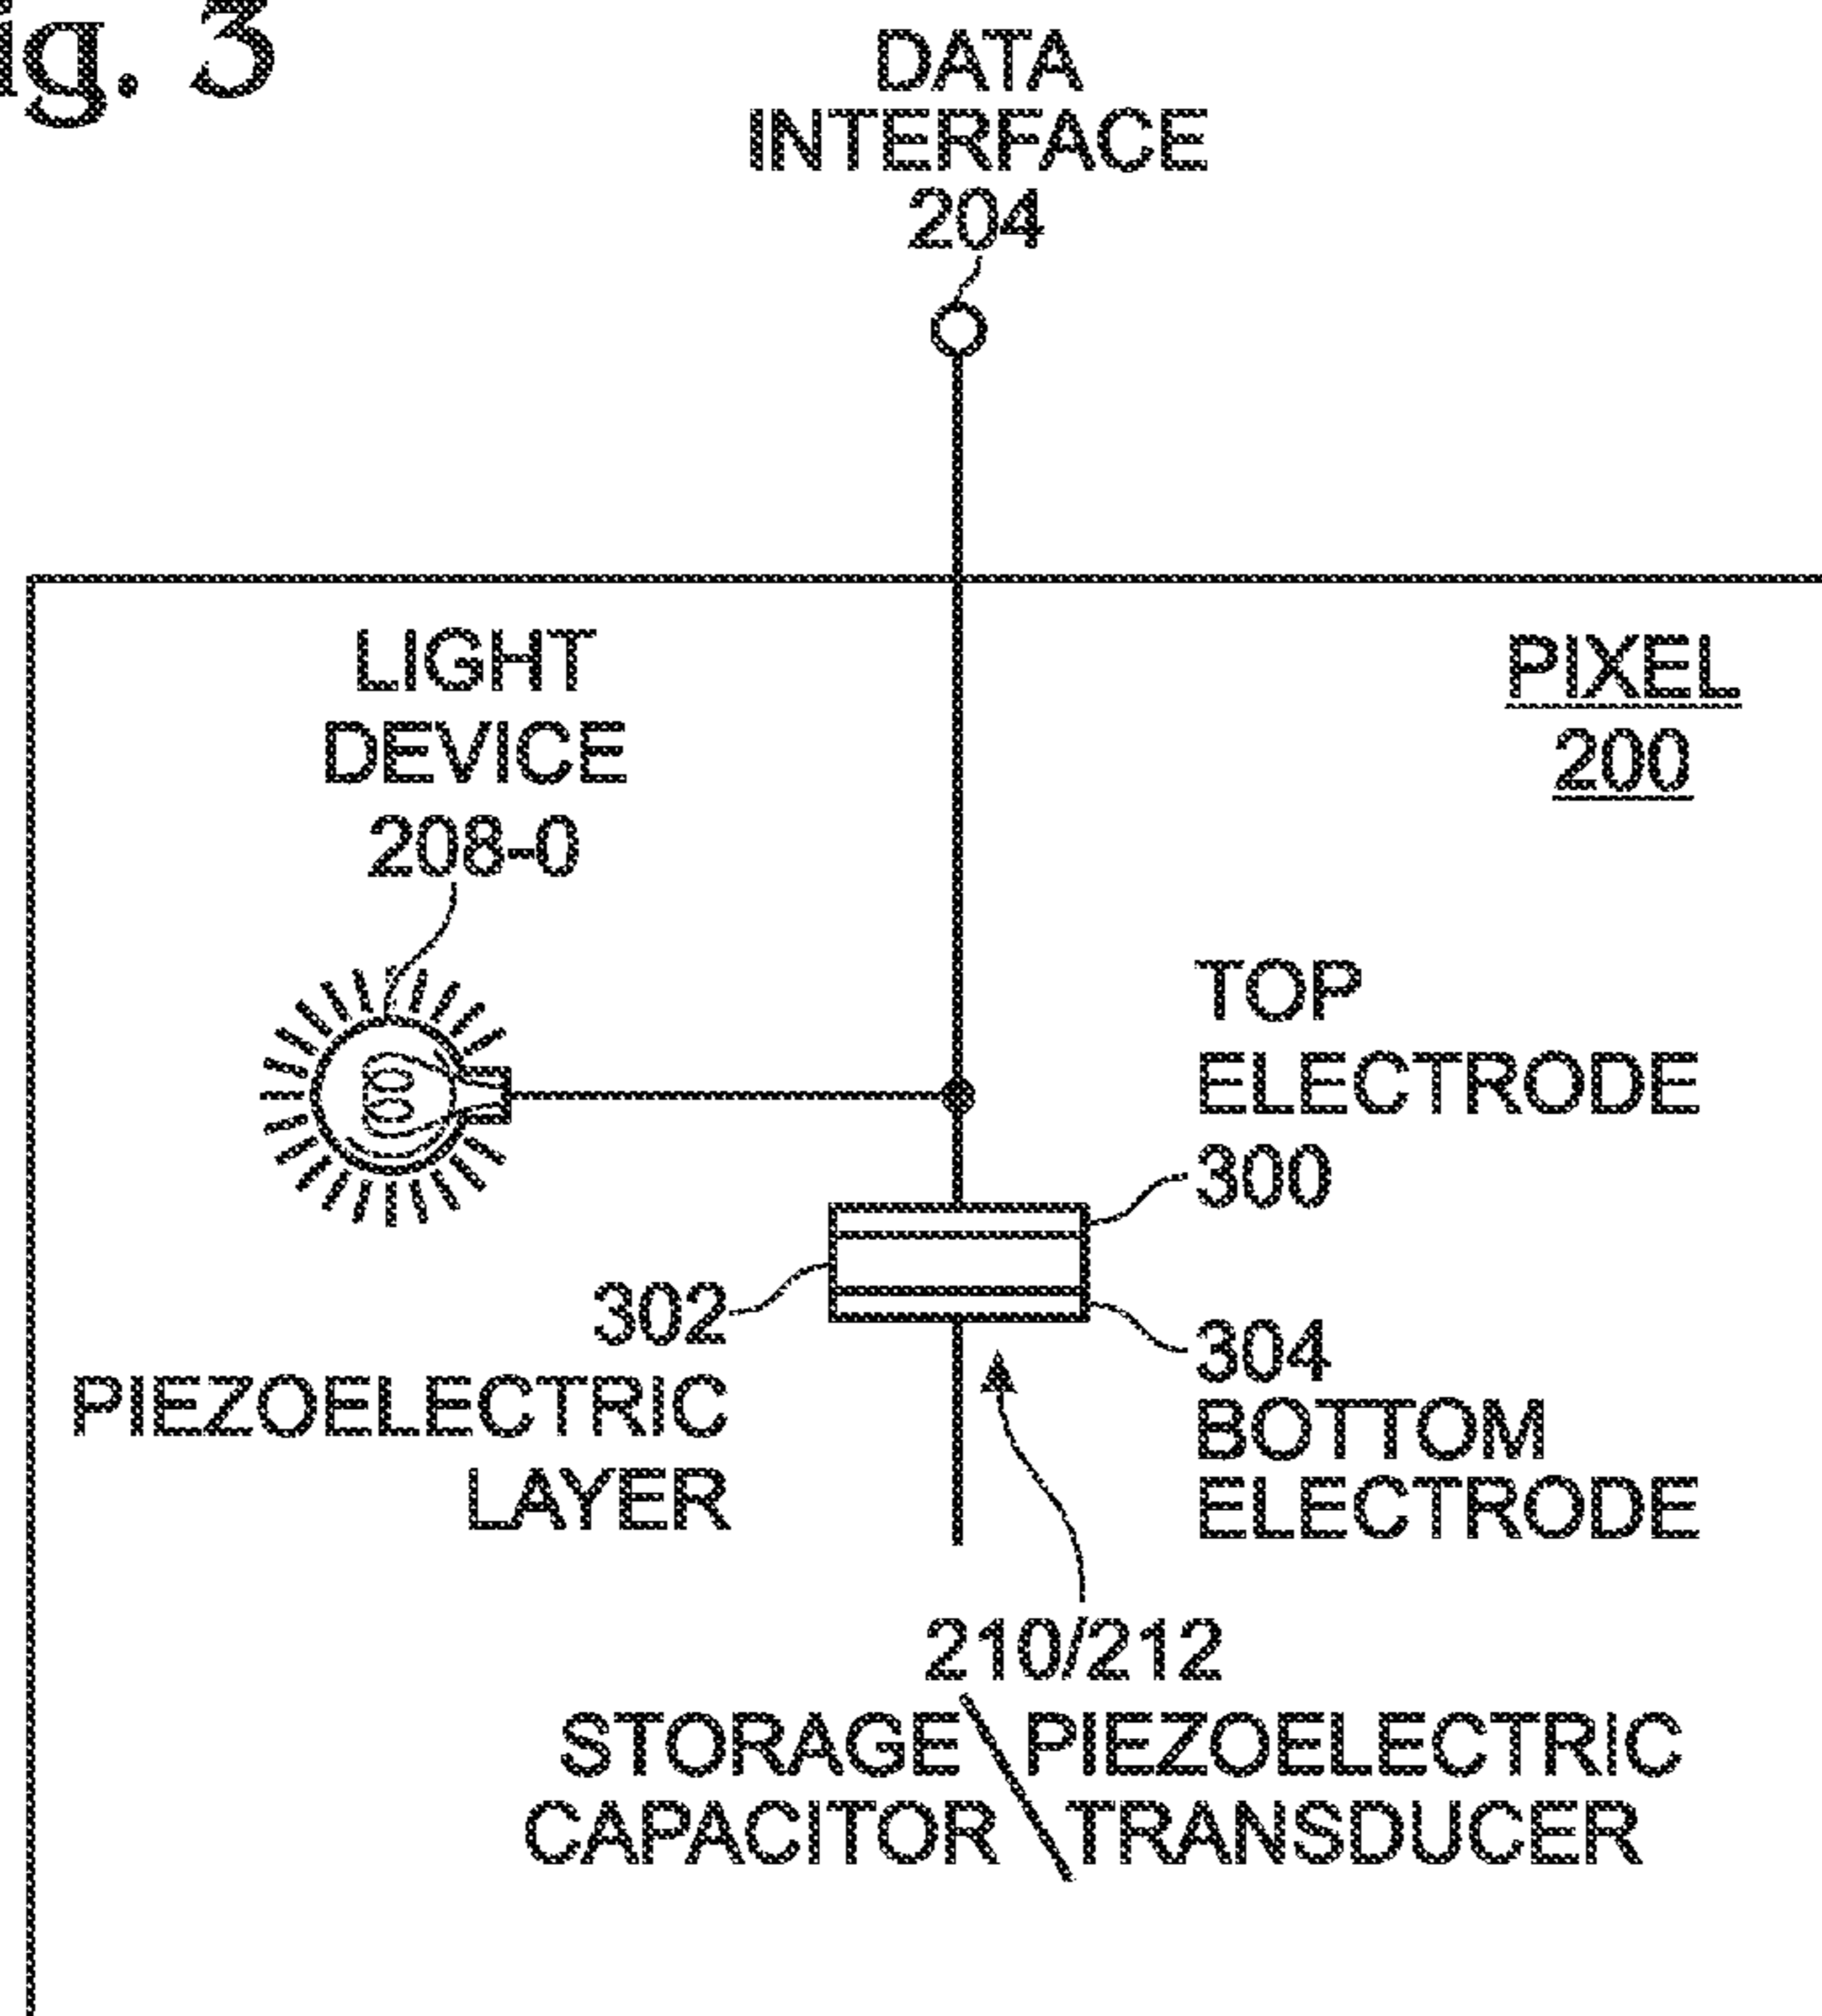 ig. 3
DATA
INTERFACE
204
LIGHT
DEVICE
208-0
PIXEL
200
TOP
ELECTRODE
300
302
PIEZOELECTRIC
LAYER
304
BOTTOM
ELECTRODE
210/212
STORAGE\PIEZOELECTRIC
CAPACITOR\TRANSDUCER